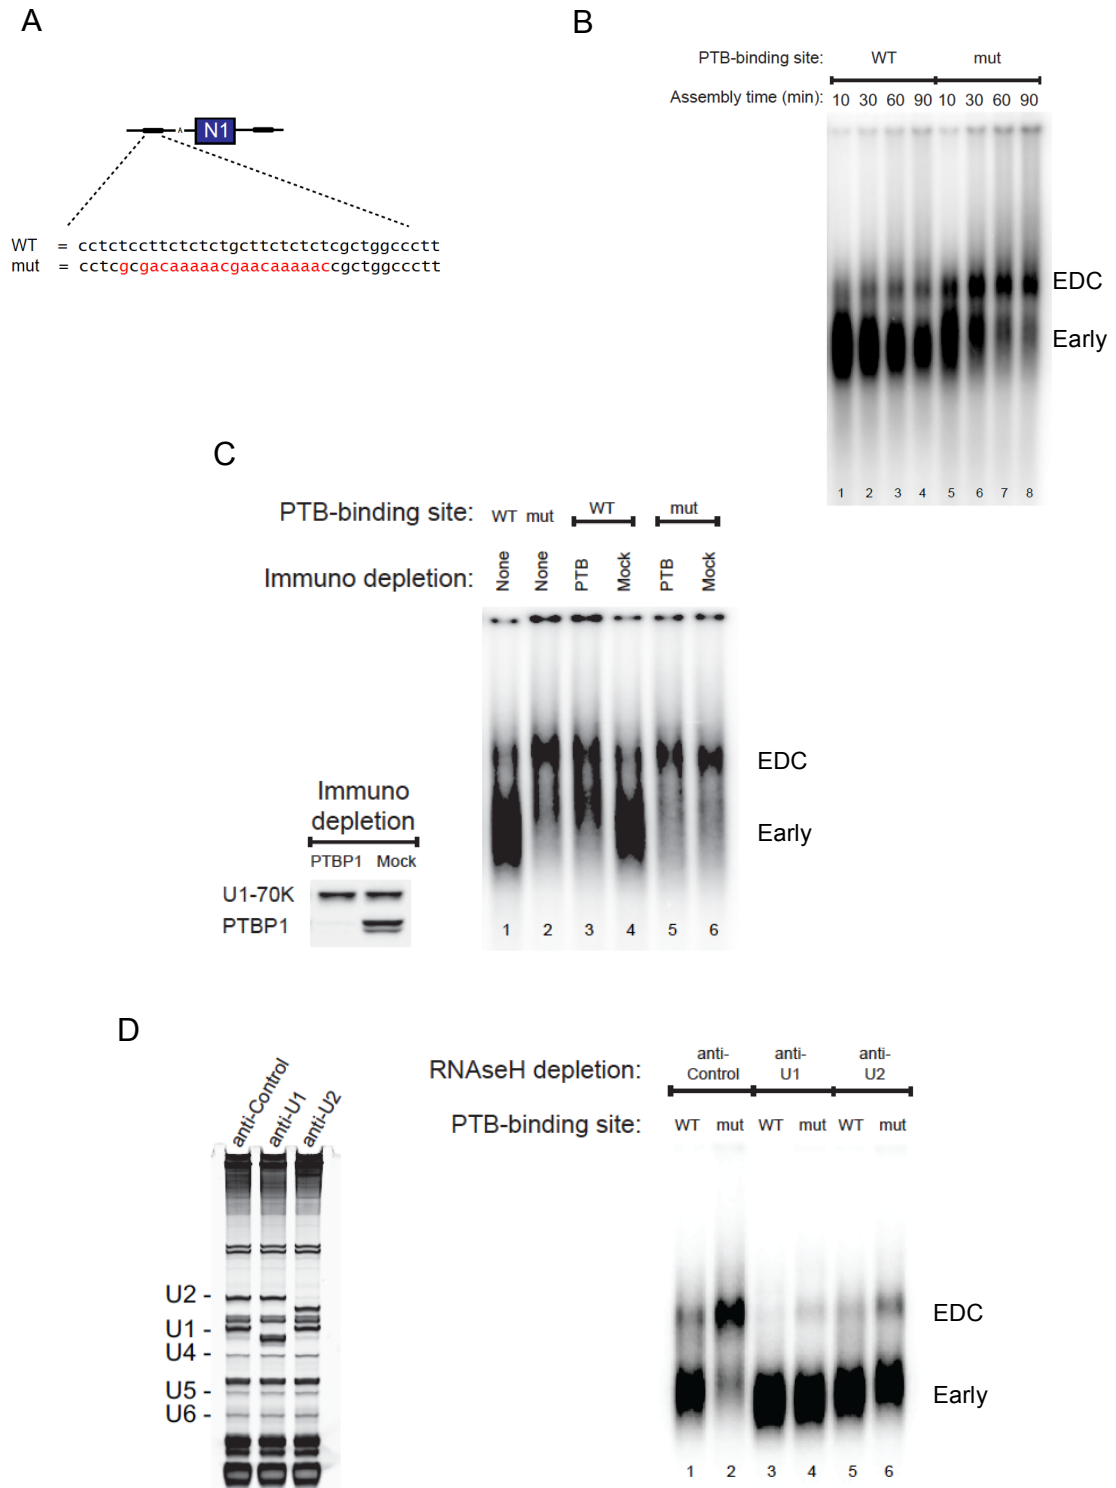 A
A
N1
WT = cctctccttctctctgcttctctctcgctggccctt
mut = cctcgcgacaaaaacgaacaaaaaccgctggccctt
B
PTB-binding site: WT mut
Assembly time (min): 10 30 60 90 10 30 60 90
EDC
Early
1 2 3 4 5 6 7 8
C
PTB-binding site: WT mut WT mut
Immuno depletion: None None PTB Mock PTB Mock
EDC
Early
1 2 3 4 5 6
Immuno
depletion
PTBP1 Mock
U1-70K
PTBP1
D
anti-Control anti-U1 anti-U2
U2 -
U1 -
U4 -
U5 -
U6 -
RNAseH depletion: anti-Control anti-U1 anti-U2
PTB-binding site: WT mut WT mut WT mut
EDC
Early
1 2 3 4 5 6